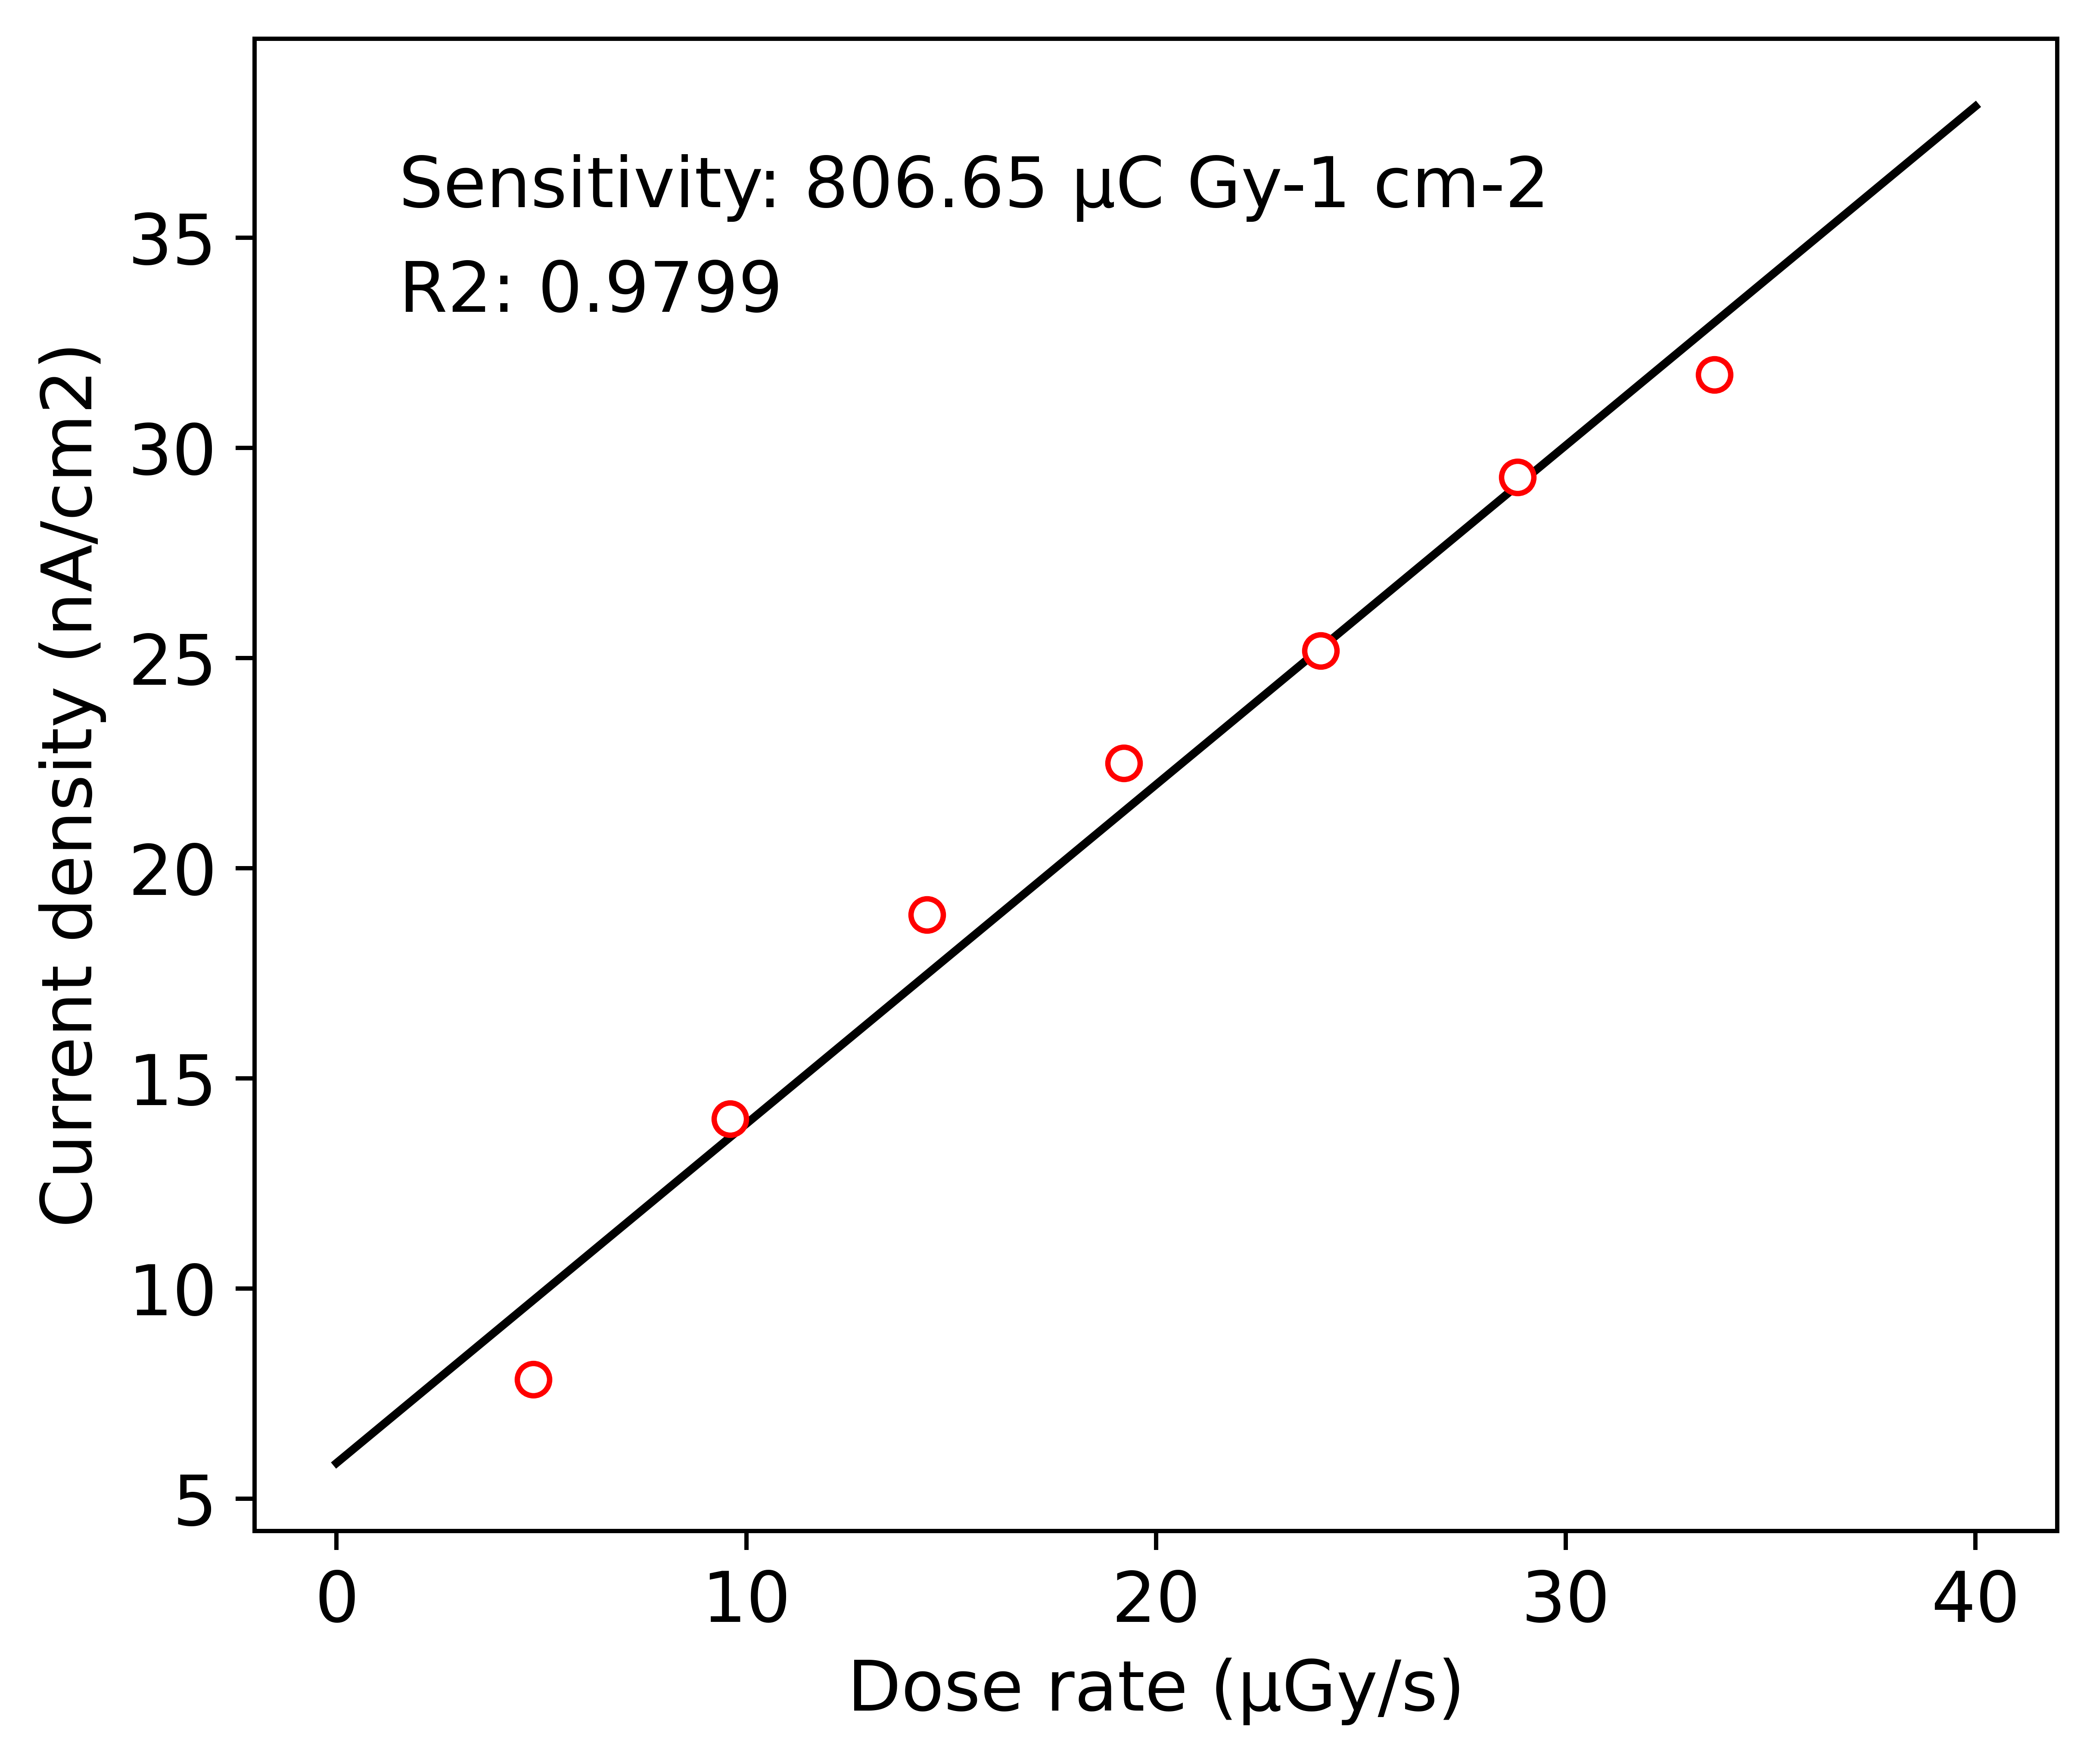 Sensitivity: 806.65 µC Gy-1 cm-2
R2: 0.9799
Current density (nA/cm2)
35
30
25
20
15
10
5
0 10 20 30 40
Dose rate (µGy/s)